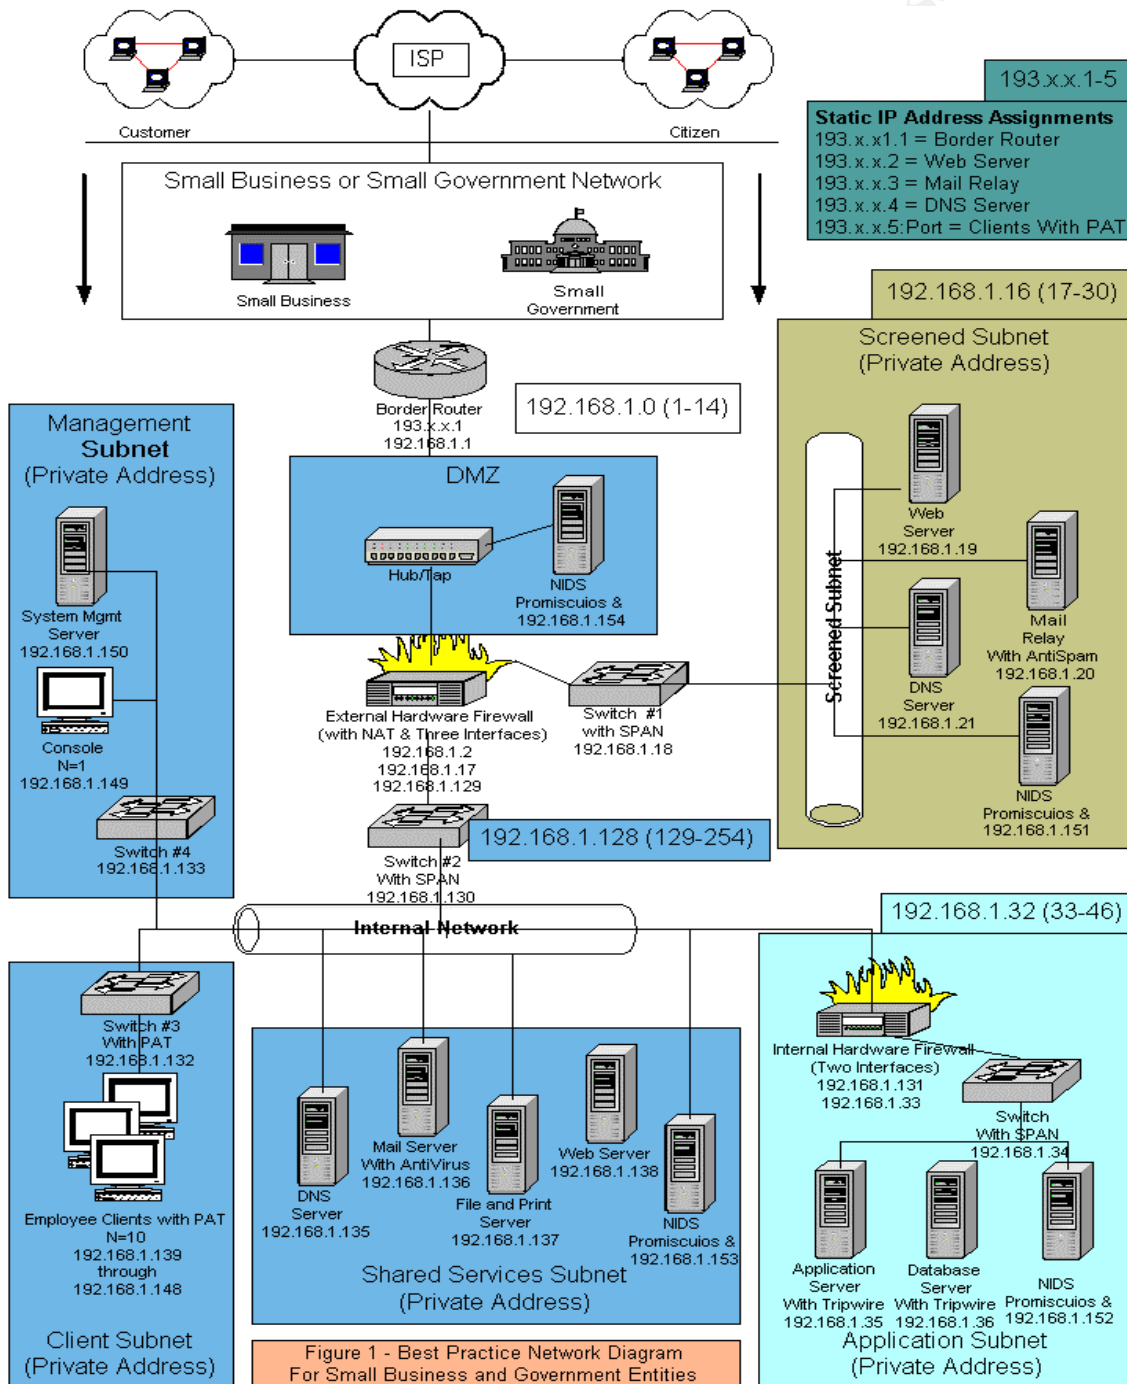 ISP
Customer
Citizen
193.x.x.1-5
Static IP Address Assignments
193.x.x1.1 = Border Router
193.x.x.2 = Web Server
193.x.x.3 = Mail Relay
193.x.x.4 = DNS Server
193.x.x.5:Port = Clients With PAT
Small Business or Small Government Network
Small Business
Small
Government
Border Router
193.x.x.1
192.168.1.1
192.168.1.0 (1-14)
192.168.1.16 (17-30)
Screened Subnet
(Private Address)
Screened Subnet
Web
Server
192.168.1.19
Mail
Relay
With AntiSpam
192.168.1.20
DNS
Server
192.168.1.21
NIDS
Promiscuios &
192.168.1.151
Management
Subnet
(Private Address)
System Mgmt
Server
192.168.1.150
Console
N=1
192.168.1.149
Switch #4
192.168.1.133
DMZ
Hub/Tap
NIDS
Promiscuios &
192.168.1.154
External Hardware Firewall
(with NAT & Three Interfaces)
192.168.1.2
192.168.1.17
192.168.1.129
Switch #1
with SPAN
192.168.1.18
192.168.1.128 (129-254)
Switch #2
With SPAN
192.168.1.130
Internal Network
Switch #3
With PAT
192.168.1.132
Employee Clients with PAT
N=10
192.168.1.139
through
192.168.1.148
Client Subnet
(Private Address)
DNS
Server
192.168.1.135
Mail Server
With AntiVirus
192.168.1.136
File and Print
Server
192.168.1.137
Web Server
192.168.1.138
NIDS
Promiscuios &
192.168.1.153
Shared Services Subnet
(Private Address)
192.168.1.32 (33-46)
Internal Hardware Firewall
(Two Interfaces)
192.168.1.131
192.168.1.33
Switch
With SPAN
192.168.1.34
Application
Server
With Tripwire
192.168.1.35
Database
Server
With Tripwire
192.168.1.36
NIDS
Promiscuios &
192.168.1.152
Application Subnet
(Private Address)
Figure 1 - Best Practice Network Diagram
For Small Business and Government Entities